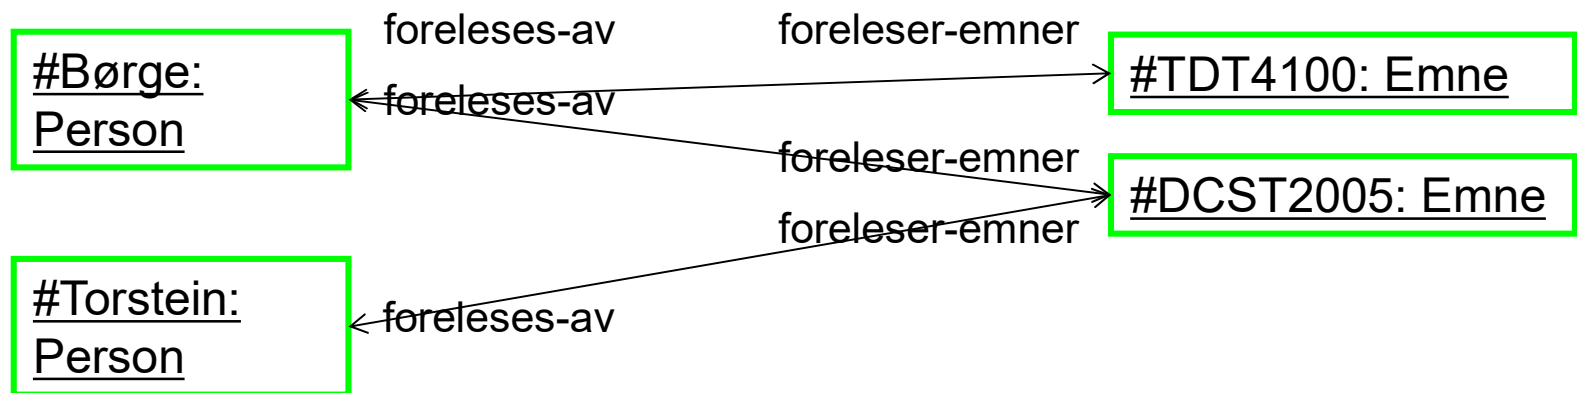 foreleses-av
foreleser-emner
#Børge:
Person
#TDT4100: Emne
foreleses-av
foreleser-emner
#DCST2005: Emne
foreleser-emner
#Torstein:
Person
foreleses-av